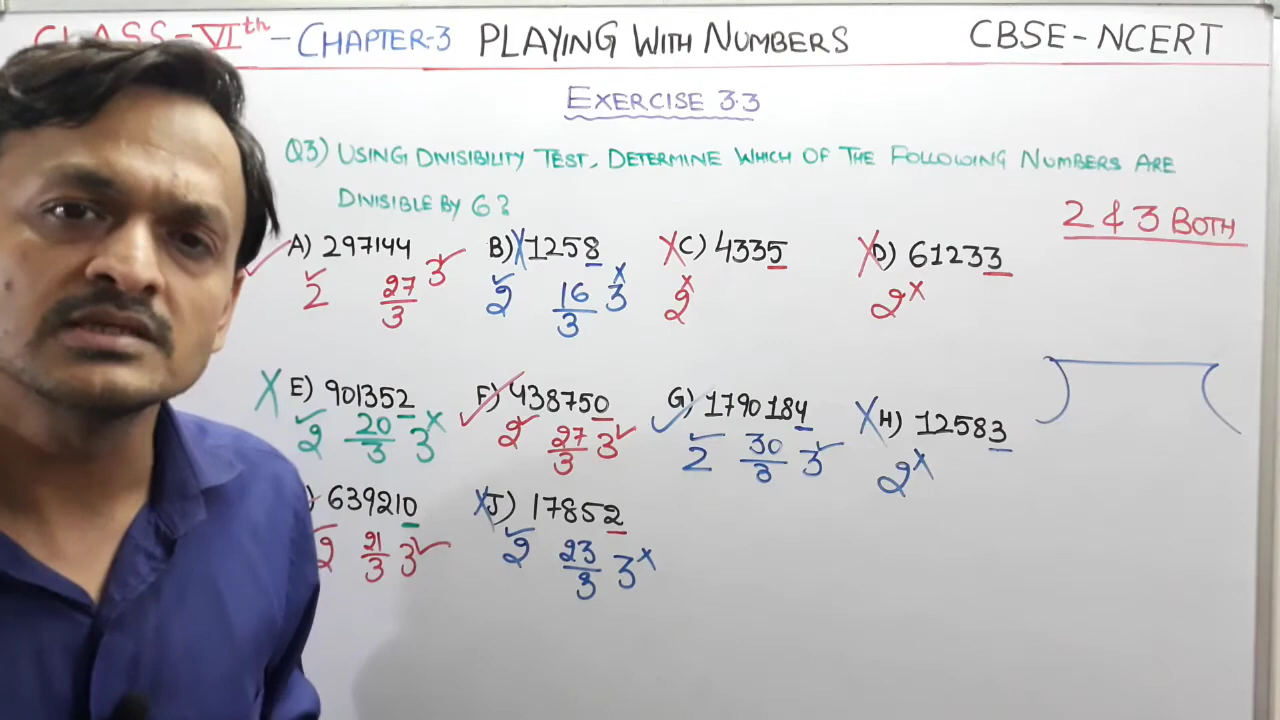 CLASS-VIth - CHAPTER-3 PLAYING WITH NUMBERS CBSE-NCERT
EXERCISE 3.3
Q3) USING DIVISIBILITY TEST, DETERMINE WHICH OF THE FOLLOWING NUMBERS ARE
DIVISIBLE BY 6?
2 & 3 BOTH
A) 297144 B) 1258 C) 4335 D) 61233
2 27/3 3 2 16/3 3 2 2
E) 901352 F) 438750 G) 1790184 H) 12583
2 20/3 3 2 27/3 3 2 30/3 3 2
) 639210 J) 17852
2 21/3 3 2 23/3 3